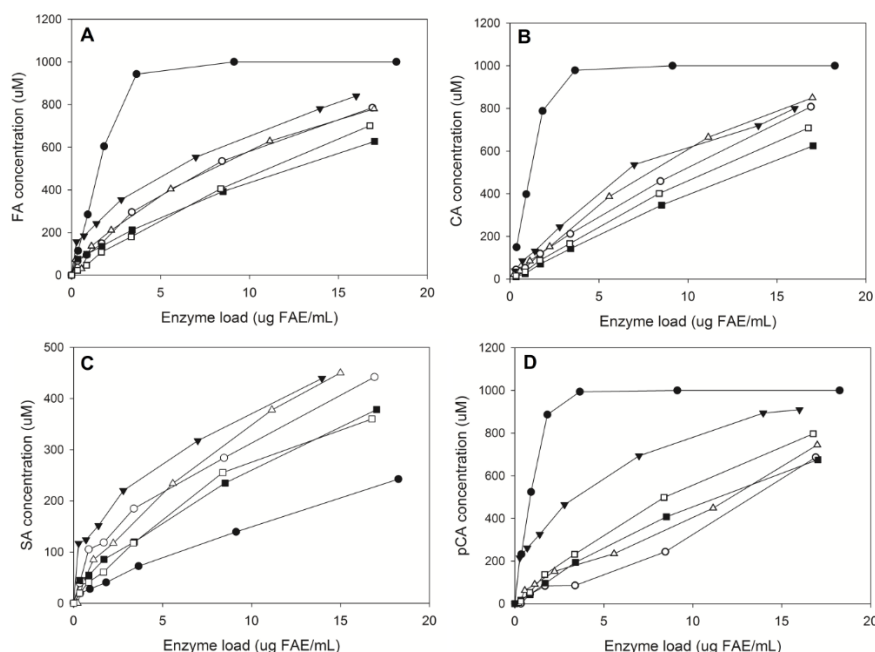 A
FA concentration (uM)
1200
1000
800
600
400
200
0
0 5 10 15 20
Enzyme load (ug FAE/mL)
B
CA concentration (uM)
1200
1000
800
600
400
200
0
0 5 10 15 20
Enzyme load (ug FAE/mL)
C
SA concentration (uM)
500
400
300
200
100
0
0 5 10 15 20
Enzyme load (ug FAE/mL)
D
pCA concentration (uM)
1200
1000
800
600
400
200
0
0 5 10 15 20
Enzyme load (ug FAE/mL)